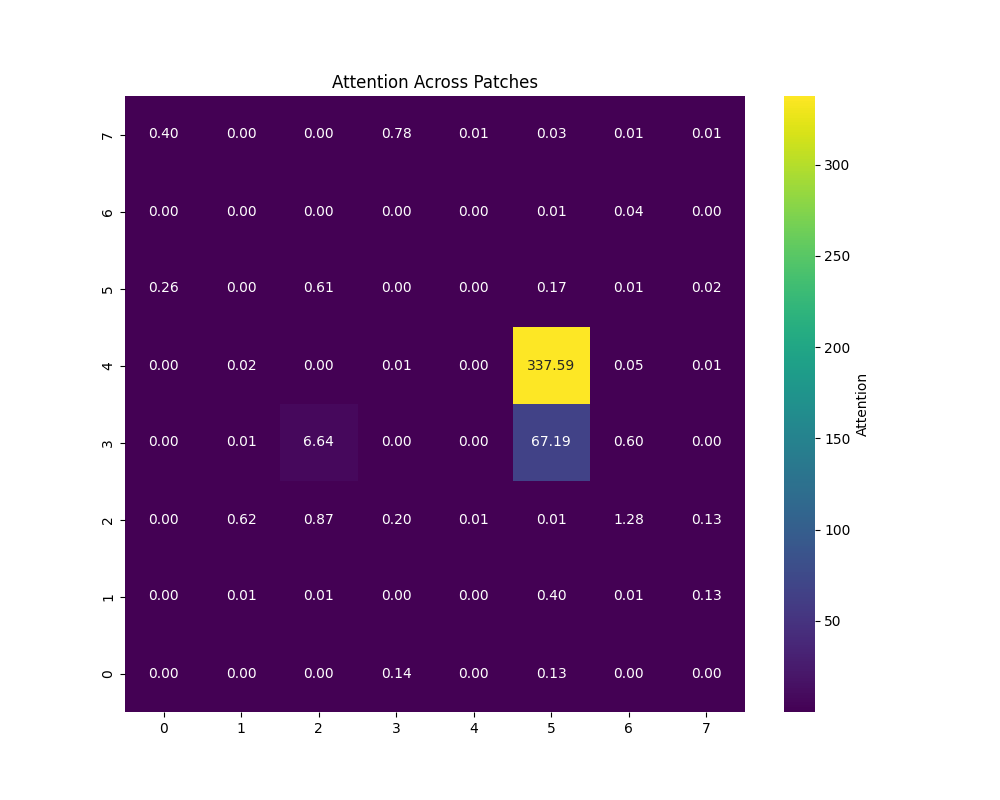 Attention Across Patches
7 0.40 0.00 0.00 0.78 0.01 0.03 0.01 0.01
6 0.00 0.00 0.00 0.00 0.00 0.01 0.04 0.00
5 0.26 0.00 0.61 0.00 0.00 0.17 0.01 0.02
4 0.00 0.02 0.00 0.01 0.00 337.59 0.05 0.01
3 0.00 0.01 6.64 0.00 0.00 67.19 0.60 0.00
2 0.00 0.62 0.87 0.20 0.01 0.01 1.28 0.13
1 0.00 0.01 0.01 0.00 0.00 0.40 0.01 0.13
0 0.00 0.00 0.00 0.14 0.00 0.13 0.00 0.00
0 1 2 3 4 5 6 7
300
250
200
150
100
50
Attention